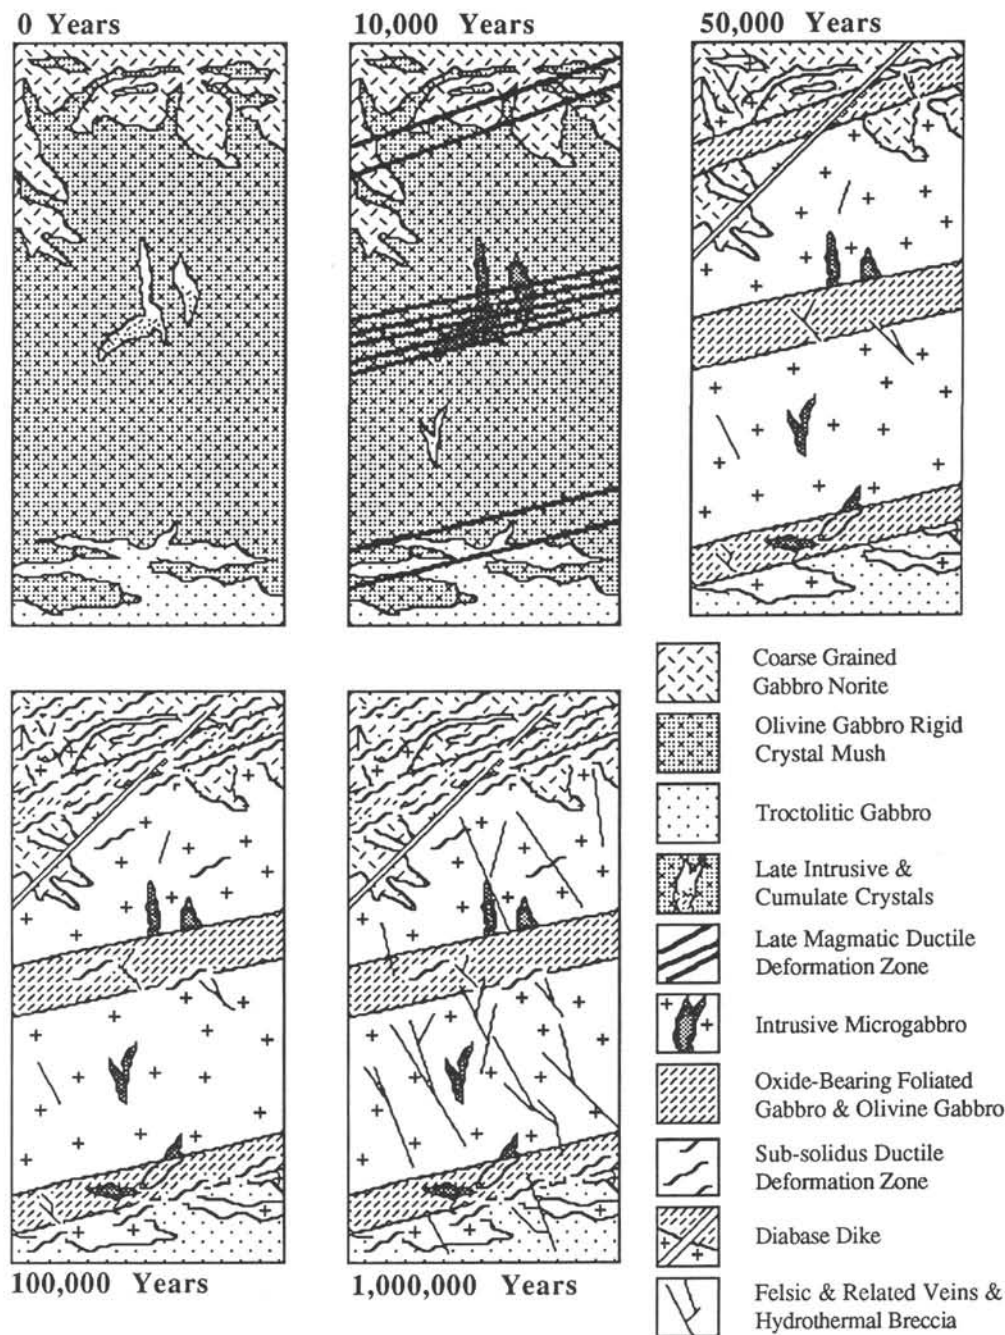 0 Years
10,000 Years
50,000 Years
Coarse Grained
Gabbro Norite
Olivine Gabbro Rigid
Crystal Mush
Troctolitic Gabbro
Late Intrusive &
Cumulate Crystals
Late Magmatic Ductile
Deformation Zone
Intrusive Microgabbro
Oxide-Bearing Foliated
Gabbro & Olivine Gabbro
Sub-solidus Ductile
Deformation Zone
Diabase Dike
Felsic & Related Veins &
Hydrothermal Breccia
100,000 Years
1,000,000 Years